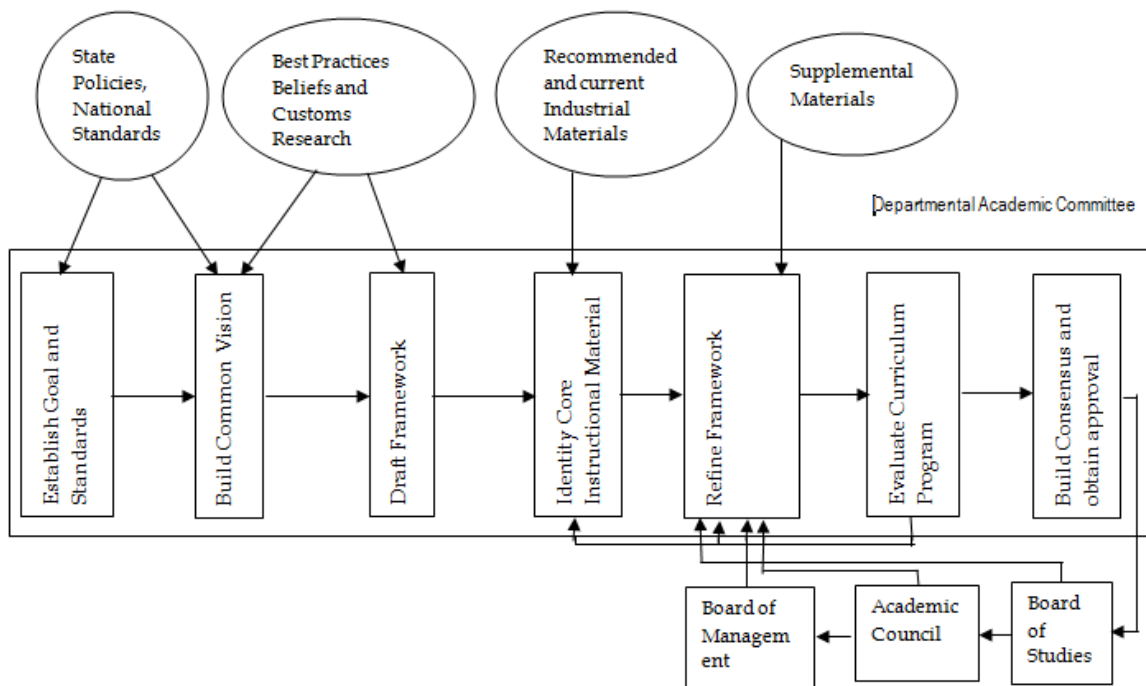 State
Policies,
National
Standards
Best Practices
Beliefs and
Customs
Research
Recommended
and current
Industrial
Materials
Supplemental
Materials
Departmental Academic Committee
Establish Goal and
Standards
Build Common Vision
Draft Framework
Identity Core
Instructional Material
Refine Framework
Evaluate Curriculum
Program
Build Consensus and
obtain approval
Board of
Managem
ent
Academic
Council
Board
of
Studies